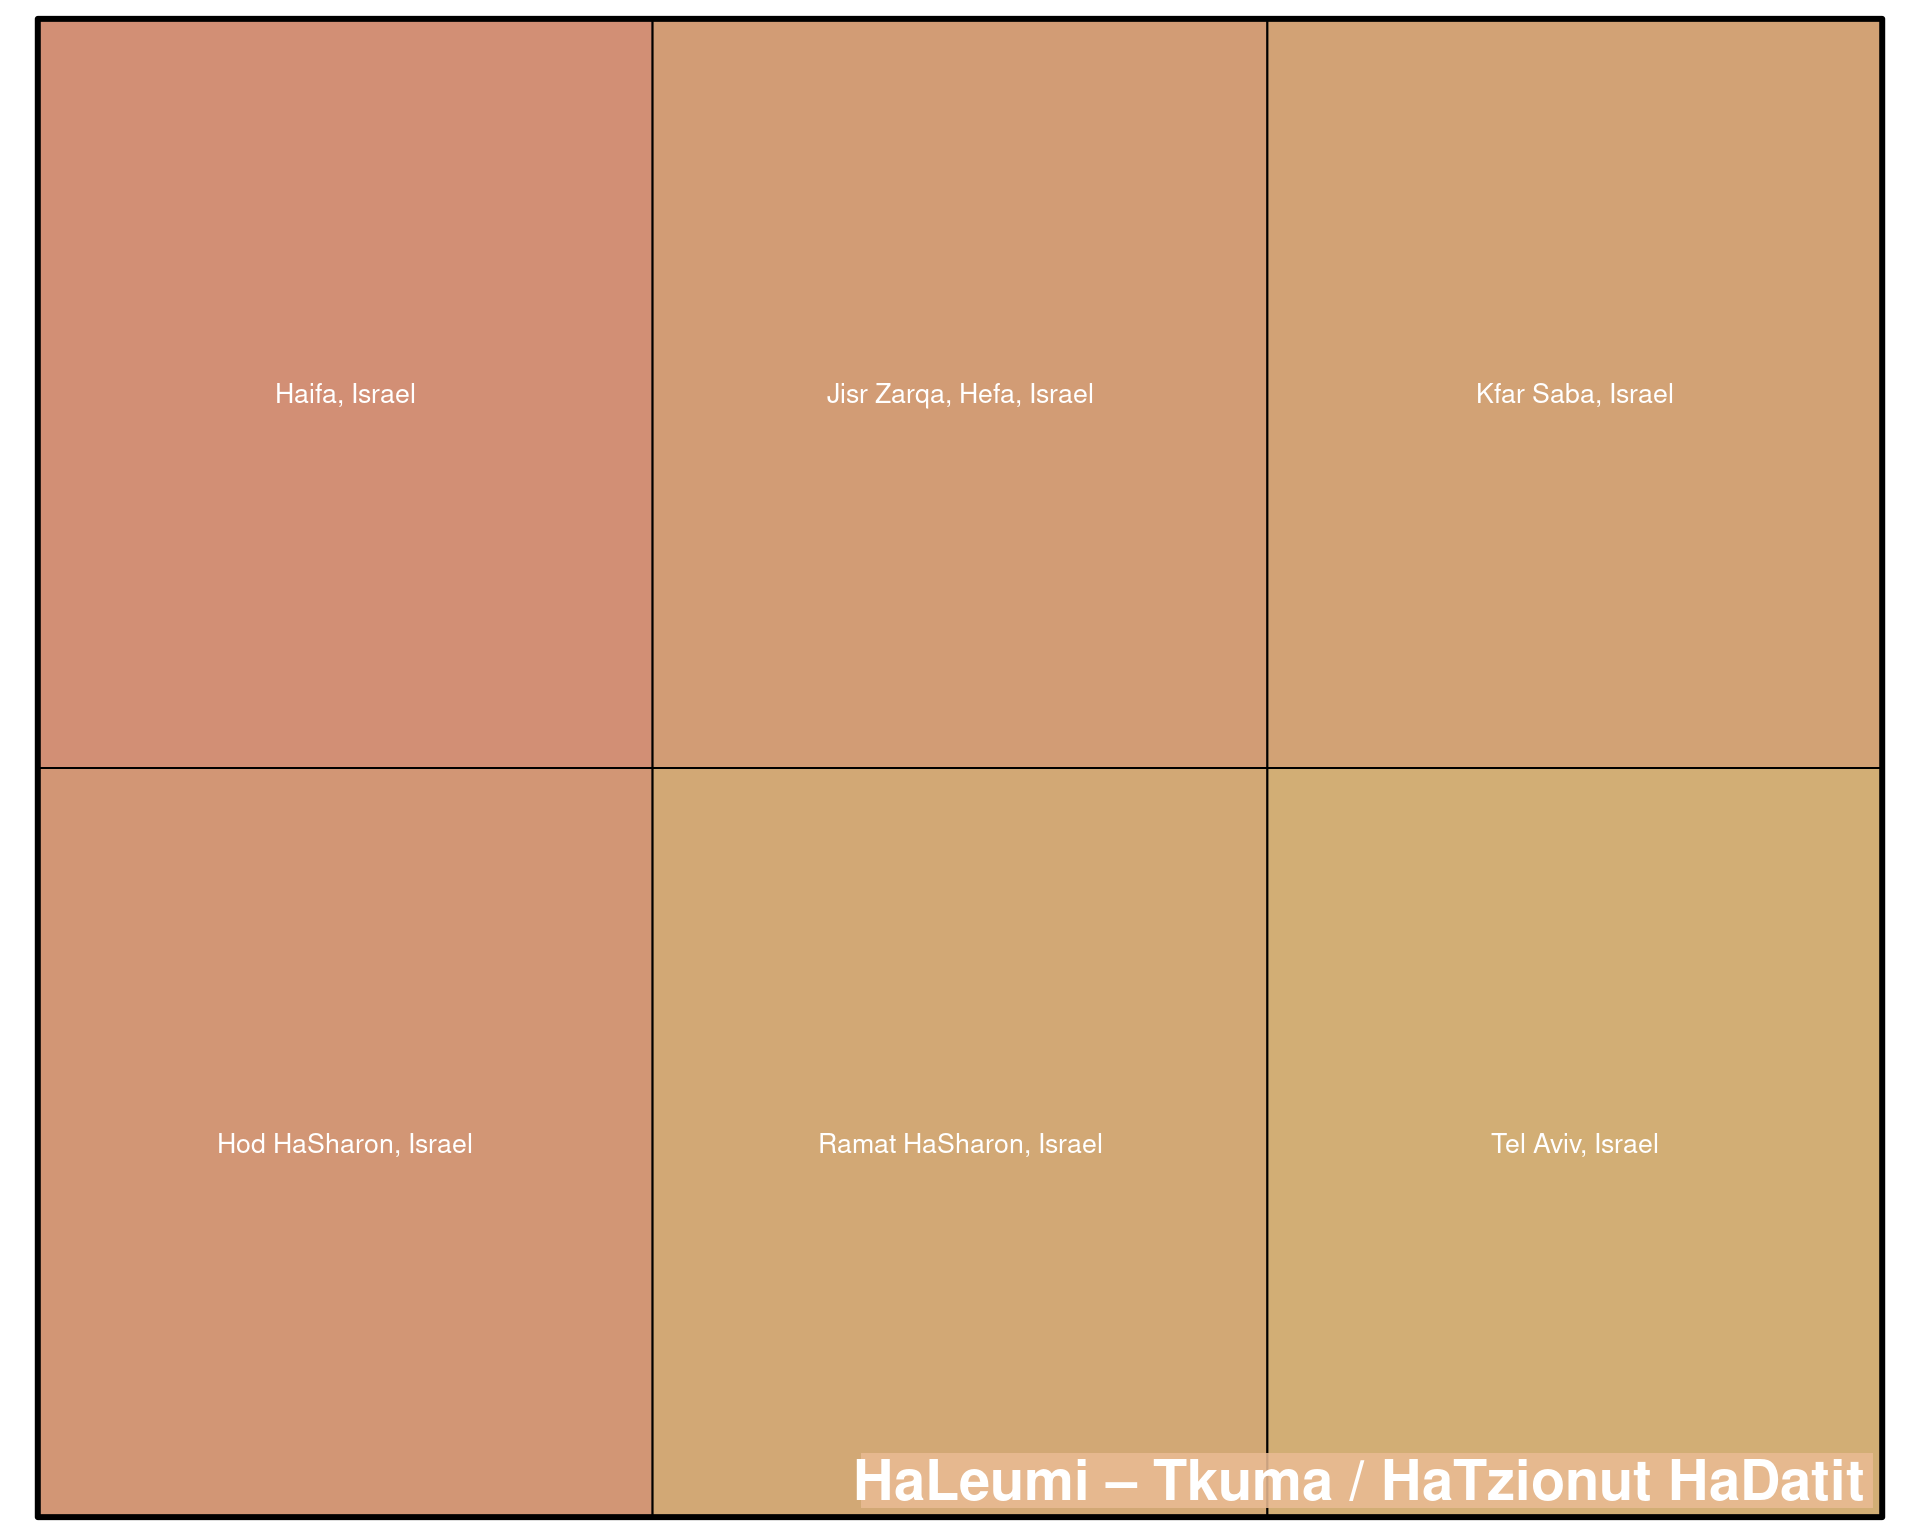 Haifa, Israel
Jisr Zarqa, Hefa, Israel
Kfar Saba, Israel
Hod HaSharon, Israel
Ramat HaSharon, Israel
Tel Aviv, Israel
HaLeumi – Tkuma / HaTzionut HaDatit